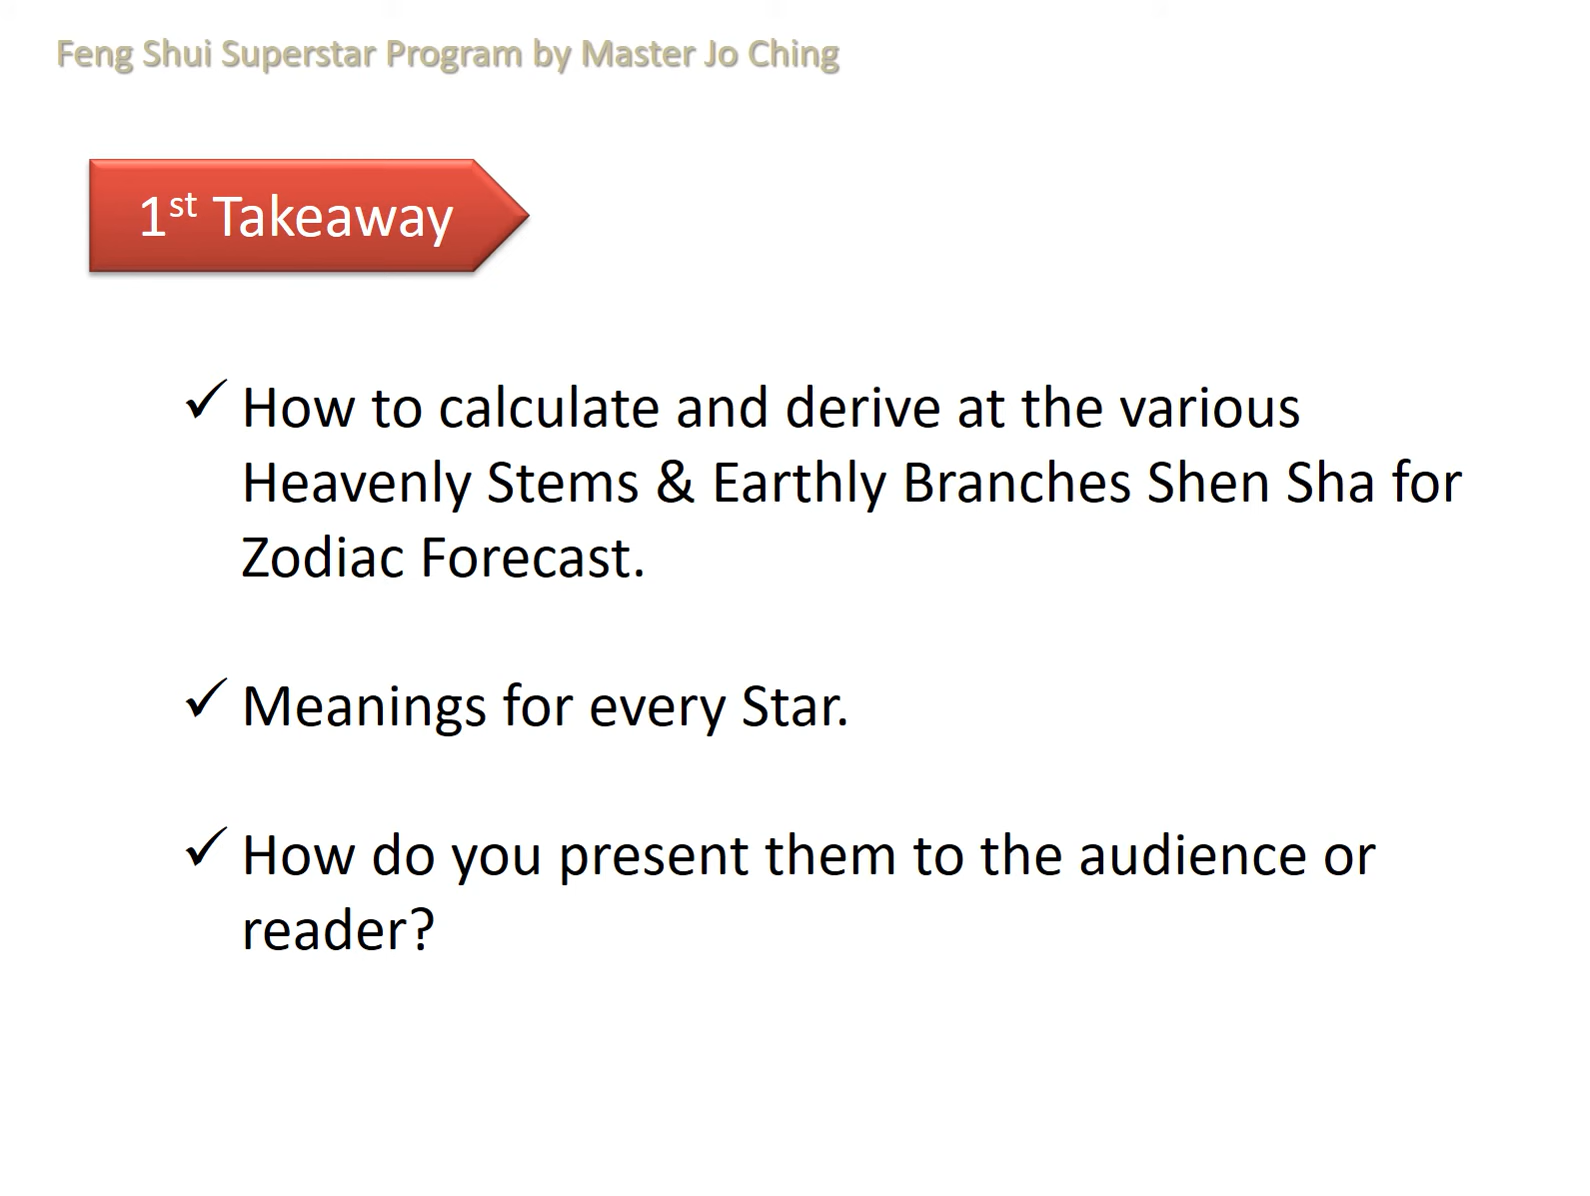 Feng Shui Superstar Program by Master Jo Ching
1st Takeaway
✓ How to calculate and derive at the various
Heavenly Stems & Earthly Branches Shen Sha for
Zodiac Forecast.
✓ Meanings for every Star.
✓ How do you present them to the audience or
reader?